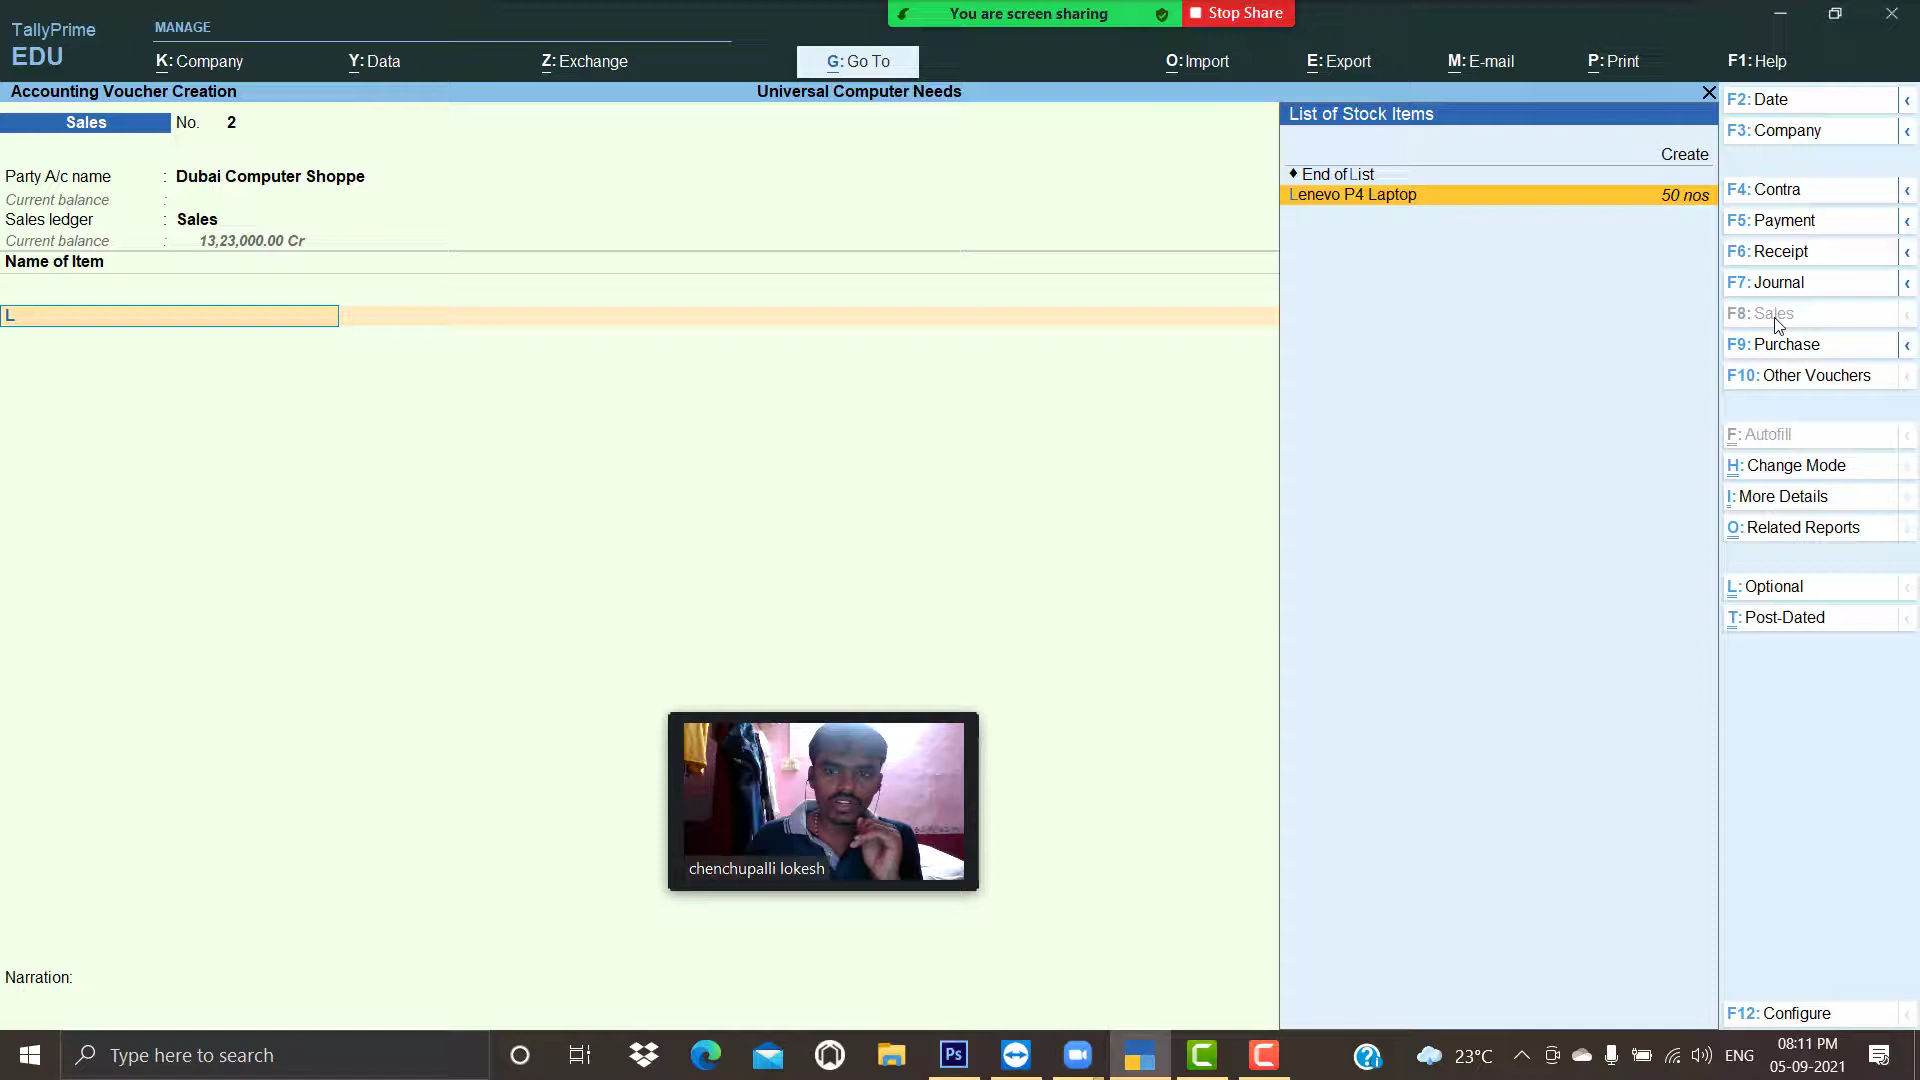 You are screen sharing
Stop Share
TallyPrime
EDU
MANAGE
K: Company
Y: Data
Z: Exchange
G: Go To
O: Import
E: Export
M: E-mail
P: Print
F1: Help
Accounting Voucher Creation
Universal Computer Needs
Sales No. 2
Party A/c name : Dubai Computer Shoppe
Current balance :
Sales ledger : Sales
Current balance : 13,23,000.00 Cr
Name of Item
L
Narration:
List of Stock Items
Create
End of List
Lenevo P4 Laptop 50 nos
F2: Date
F3: Company
F4: Contra
F5: Payment
F6: Receipt
F7: Journal
F8: Sales
F9: Purchase
F10: Other Vouchers
F: Autofill
H: Change Mode
I: More Details
O: Related Reports
L: Optional
T: Post-Dated
F12: Configure
chenchupalli lokesh
Type here to search
Ps
23°C
ENG
08:11 PM
05-09-2021